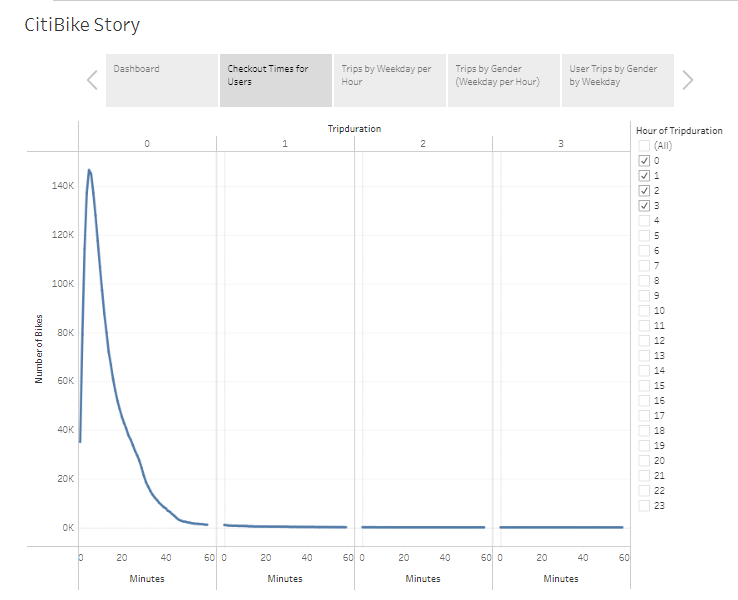 CitiBike Story
Dashboard
Checkout Times for
Users
Trips by Weekday per
Hour
Trips by Gender
(Weekday per Hour)
User Trips by Gender
by Weekday
Tripduration
0 1 2 3
140K
120K
100K
80K
60K
40K
20K
0K
Number of Bikes
0 20 40 60 0 20 40 60 0 20 40 60 0 20 40 60
Minutes Minutes Minutes Minutes
Hour of Tripduration
(All)
0
1
2
3
4
5
6
7
8
9
10
11
12
13
14
15
16
17
18
19
20
21
22
23